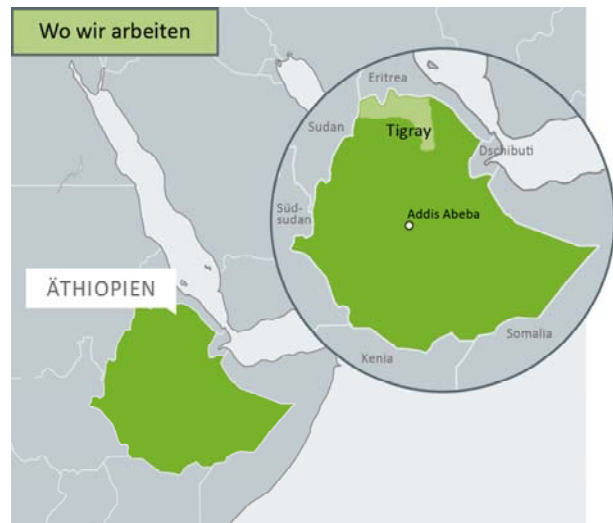 Wo wir arbeiten
Eritrea
Sudan
Tigray
Dschibuti
Süd-
sudan
Addis Abeba
ÄTHIOPIEN
Somalia
Kenia